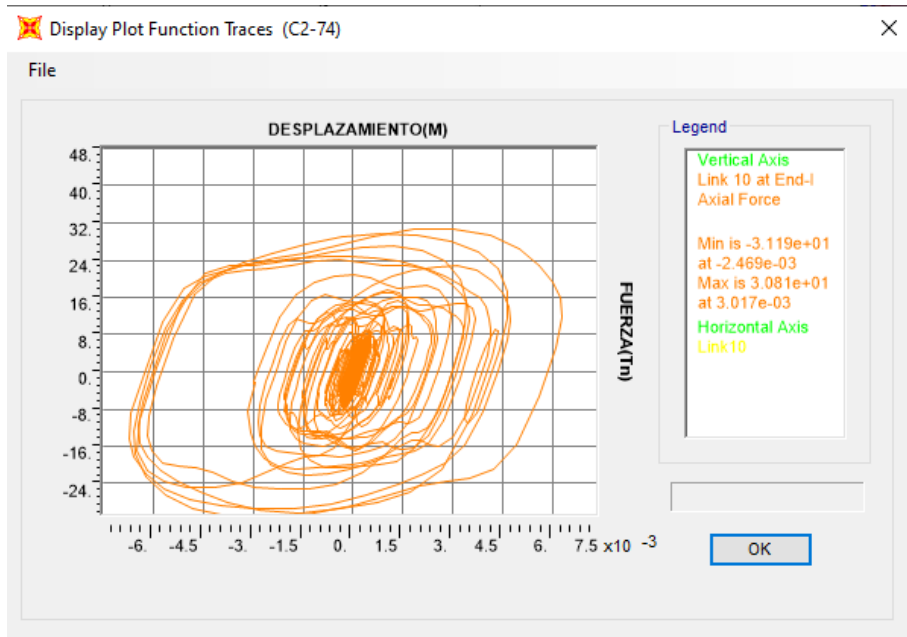 Display Plot Function Traces (C2-74)
File
DESPLAZAMIENTO(M)
48.
40.
32.
24.
16.
8.
0.
-8.
-16.
-24.
-6. -4.5 -3. -1.5 0. 1.5 3. 4.5 6. 7.5 x10 -3
FUERZA(Tn)
Legend
Vertical Axis
Link 10 at End-I
Axial Force
Min is -3.119e+01
at -2.469e-03
Max is 3.081e+01
at 3.017e-03
Horizontal Axis
Link10
OK